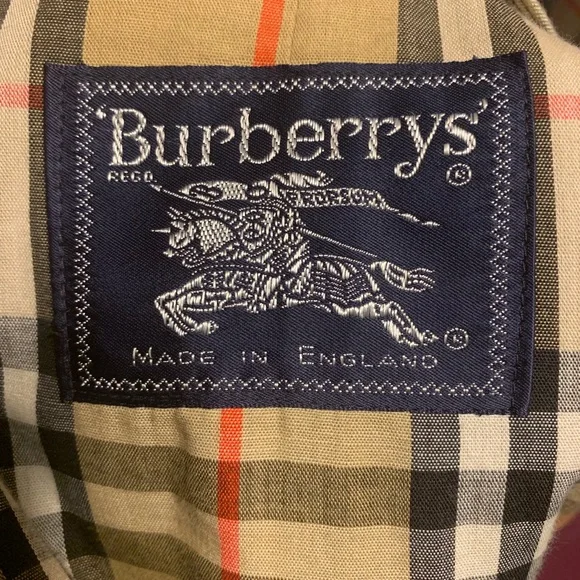 'Burberrys'
REGD. ®
PRORSUM
®
MADE IN ENGLAND